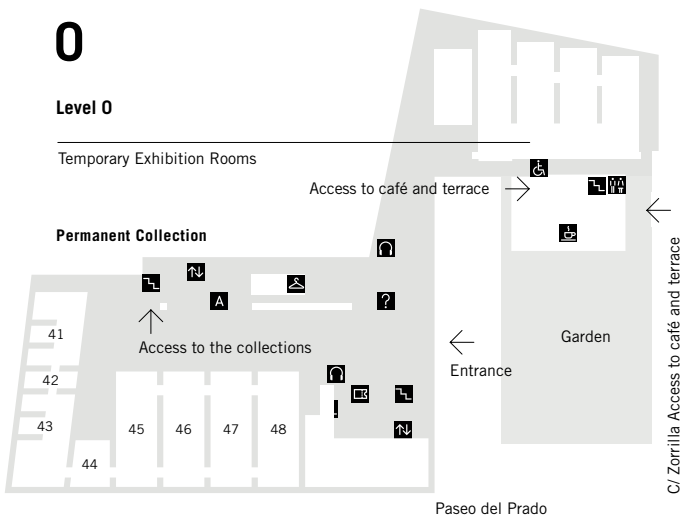 0
Level 0
Temporary Exhibition Rooms
Access to café and terrace
Permanent Collection
A
?
41
Access to the collections
Garden
Entrance
42
43
45
46
47
48
44
C/ Zorrilla Access to café and terrace
Paseo del Prado